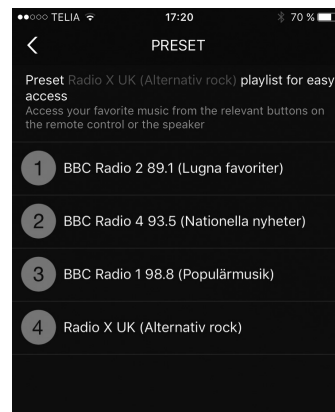 TELIA 17:20 70 %
PRESET
Preset Radio X UK (Alternativ rock) playlist for easy
access
Access your favorite music from the relevant buttons on
the remote control or the speaker
1 BBC Radio 2 89.1 (Lugna favoriter)
2 BBC Radio 4 93.5 (Nationella nyheter)
3 BBC Radio 1 98.8 (Populärmusik)
4 Radio X UK (Alternativ rock)